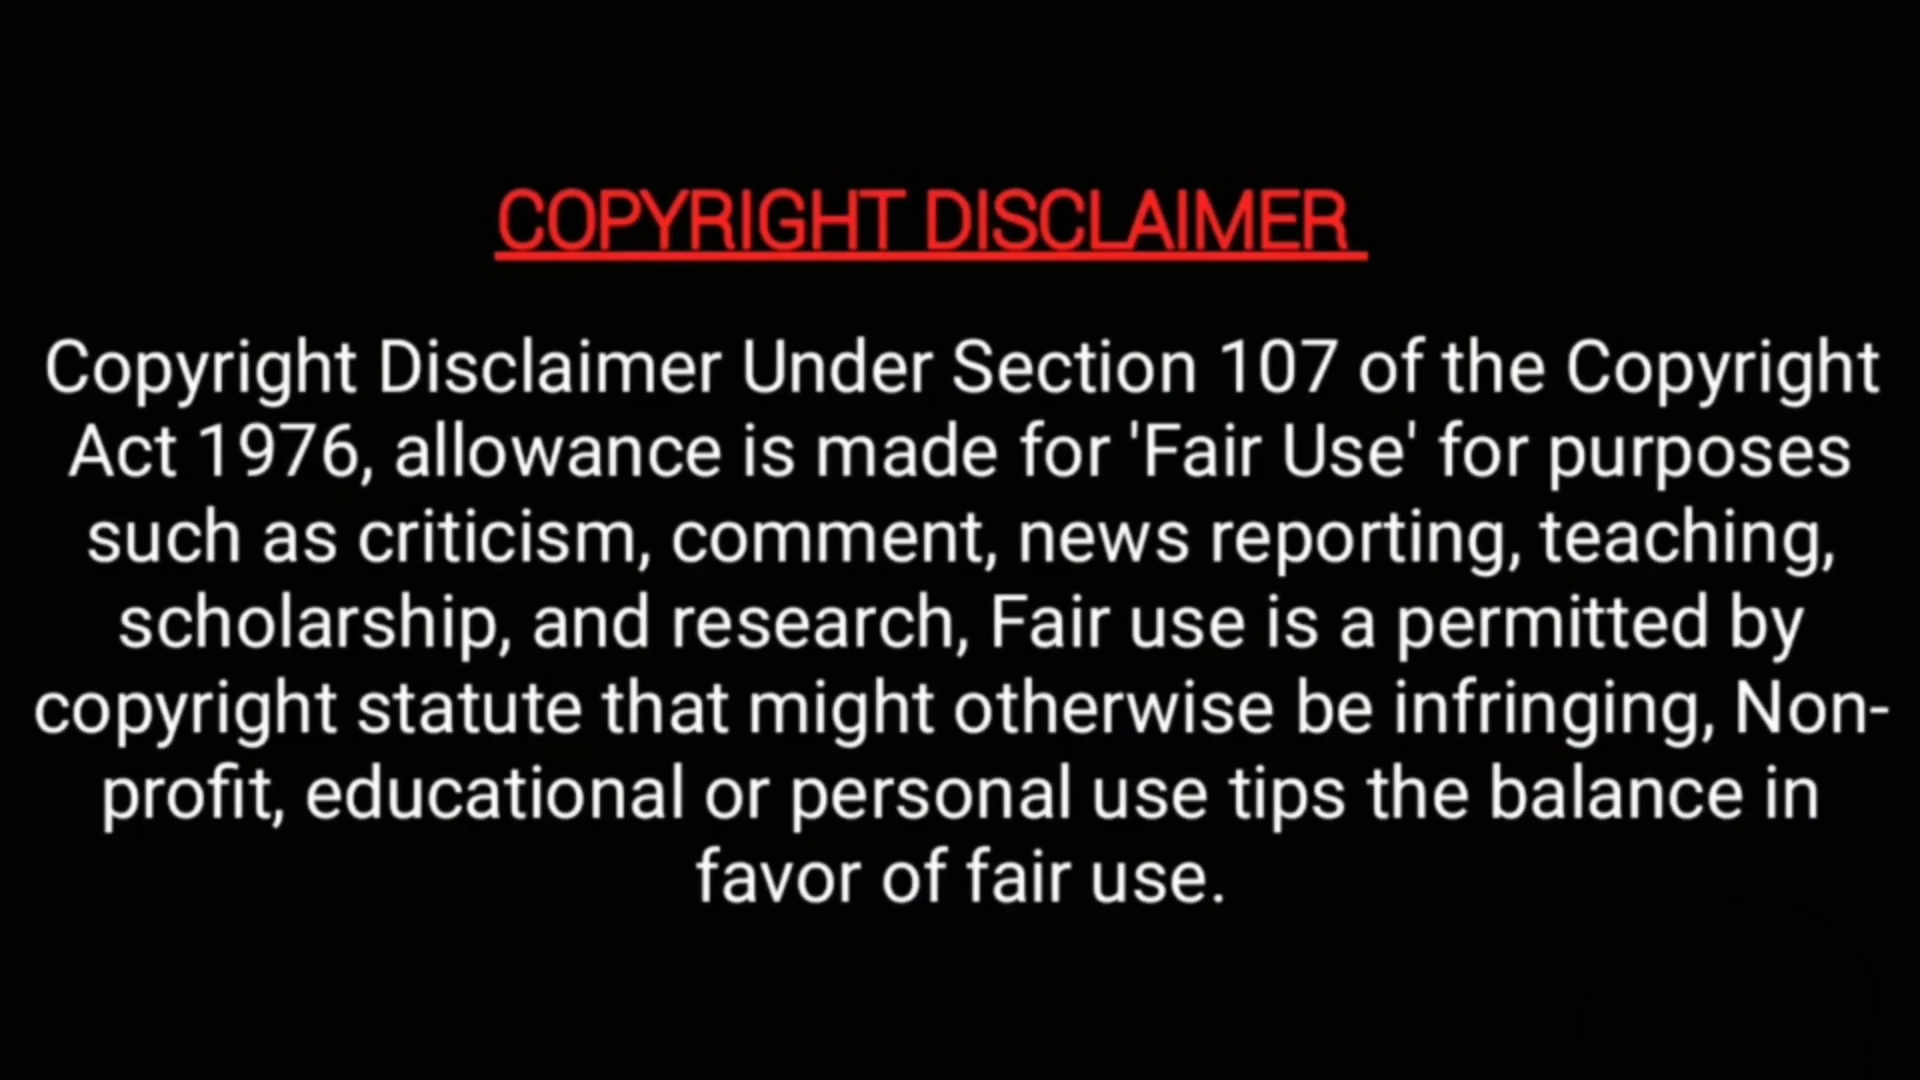 COPYRIGHT DISCLAIMER
Copyright Disclaimer Under Section 107 of the Copyright
Act 1976, allowance is made for 'Fair Use' for purposes
such as criticism, comment, news reporting, teaching,
scholarship, and research, Fair use is a permitted by
copyright statute that might otherwise be infringing, Non-
profit, educational or personal use tips the balance in
favor of fair use.